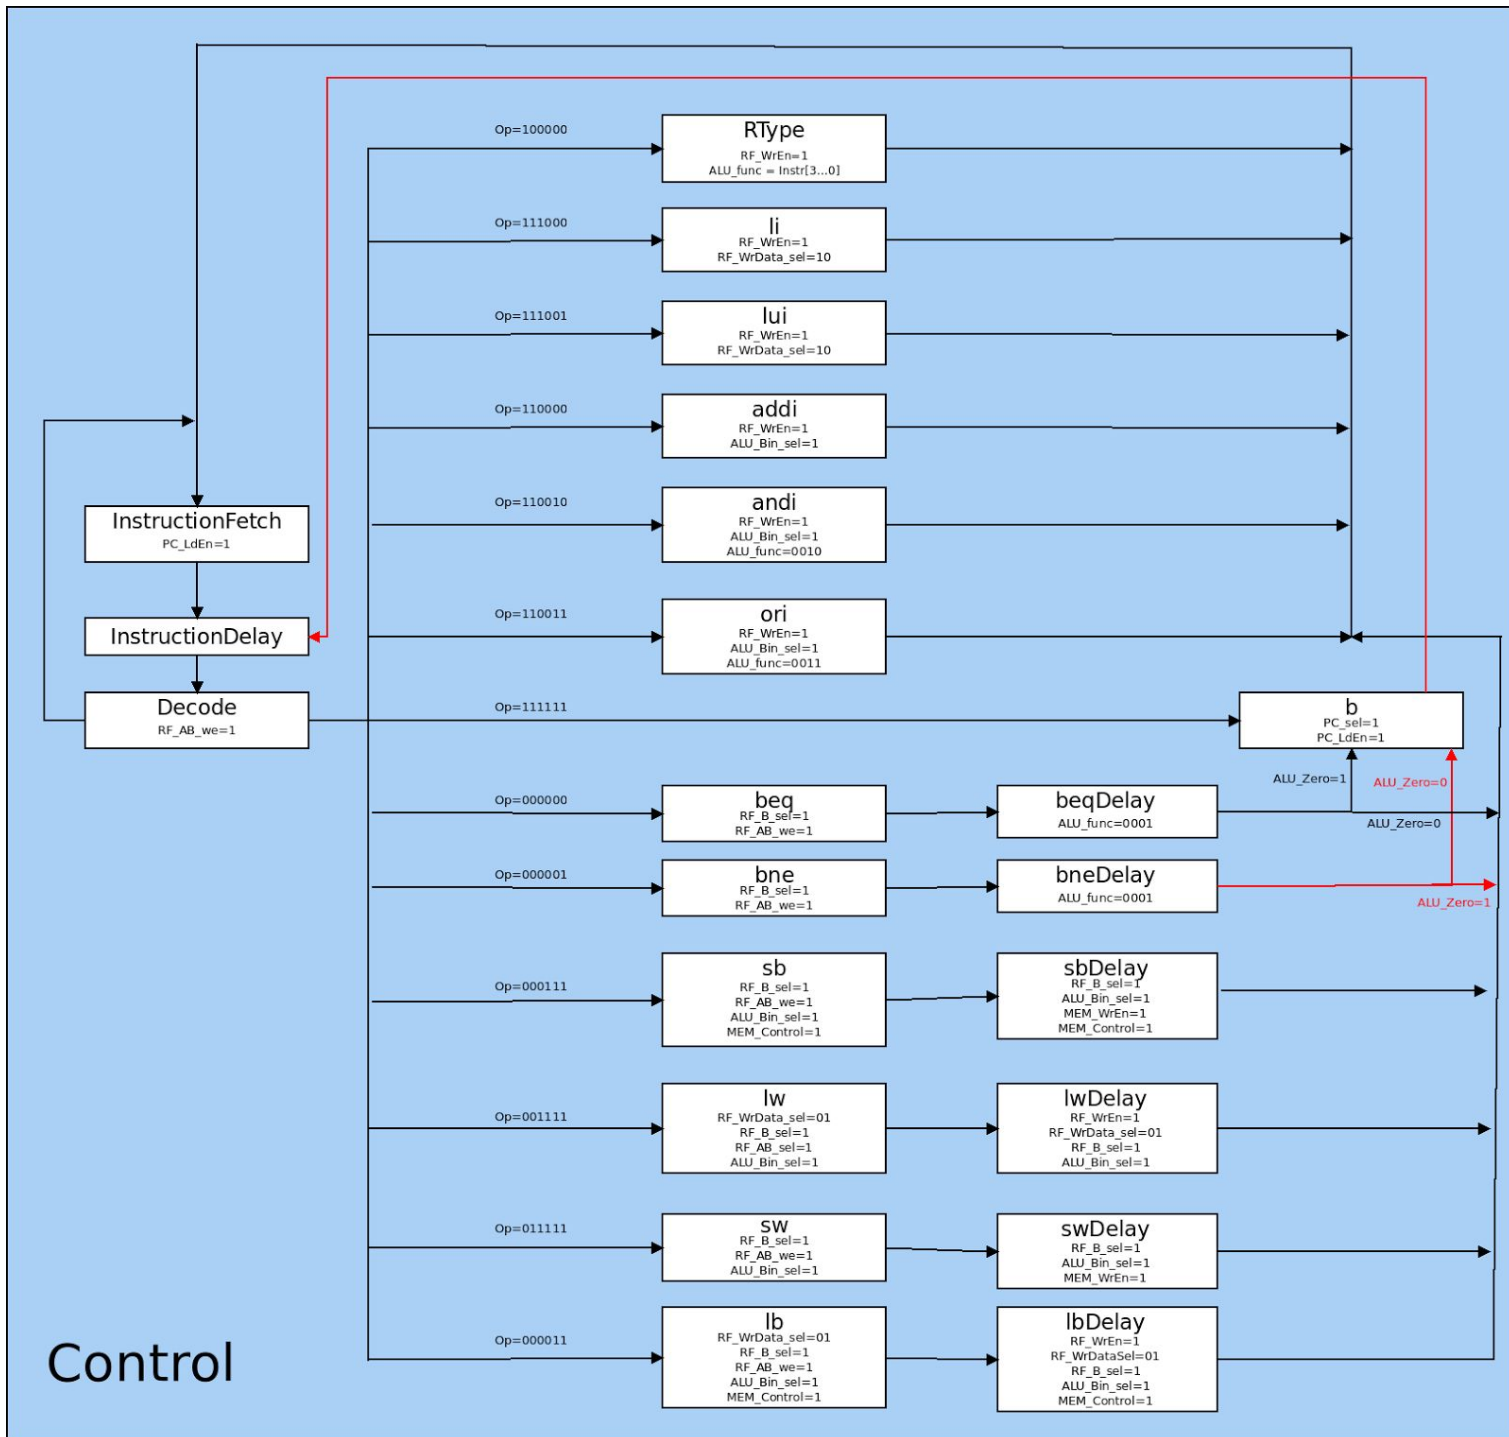 Op=100000
RType
RF_WrEn=1
ALU_func = Instr[3...0]
Op=111000
li
RF_WrEn=1
RF_WrData_sel=10
Op=111001
lui
RF_WrEn=1
RF_WrData_sel=10
Op=110000
addi
RF_WrEn=1
ALU_Bin_sel=1
Op=110010
andi
RF_WrEn=1
ALU_Bin_sel=1
ALU_func=0010
InstructionFetch
PC_LdEn=1
Op=110011
ori
RF_WrEn=1
ALU_Bin_sel=1
ALU_func=0011
InstructionDelay
Decode
RF_AB_we=1
Op=111111
b
PC_sel=1
PC_LdEn=1
ALU_Zero=1
ALU_Zero=0
Op=000000
beq
RF_B_sel=1
RF_AB_we=1
beqDelay
ALU_func=0001
ALU_Zero=0
Op=000001
bne
RF_B_sel=1
RF_AB_we=1
bneDelay
ALU_func=0001
ALU_Zero=1
Op=000111
sb
RF_B_sel=1
RF_AB_we=1
ALU_Bin_sel=1
MEM_Control=1
sbDelay
RF_B_sel=1
ALU_Bin_sel=1
MEM_WrEn=1
MEM_Control=1
Op=001111
lw
RF_WrData_sel=01
RF_B_sel=1
RF_AB_sel=1
ALU_Bin_sel=1
lwDelay
RF_WrEn=1
RF_WrData_sel=01
RF_B_sel=1
ALU_Bin_sel=1
Op=011111
sw
RF_B_sel=1
RF_AB_we=1
ALU_Bin_sel=1
swDelay
RF_B_sel=1
ALU_Bin_sel=1
MEM_WrEn=1
Op=000011
lb
RF_WrData_sel=01
RF_B_sel=1
RF_AB_we=1
ALU_Bin_sel=1
MEM_Control=1
lbDelay
RF_WrEn=1
RF_WrDataSel=01
RF_B_sel=1
ALU_Bin_sel=1
MEM_Control=1
Control